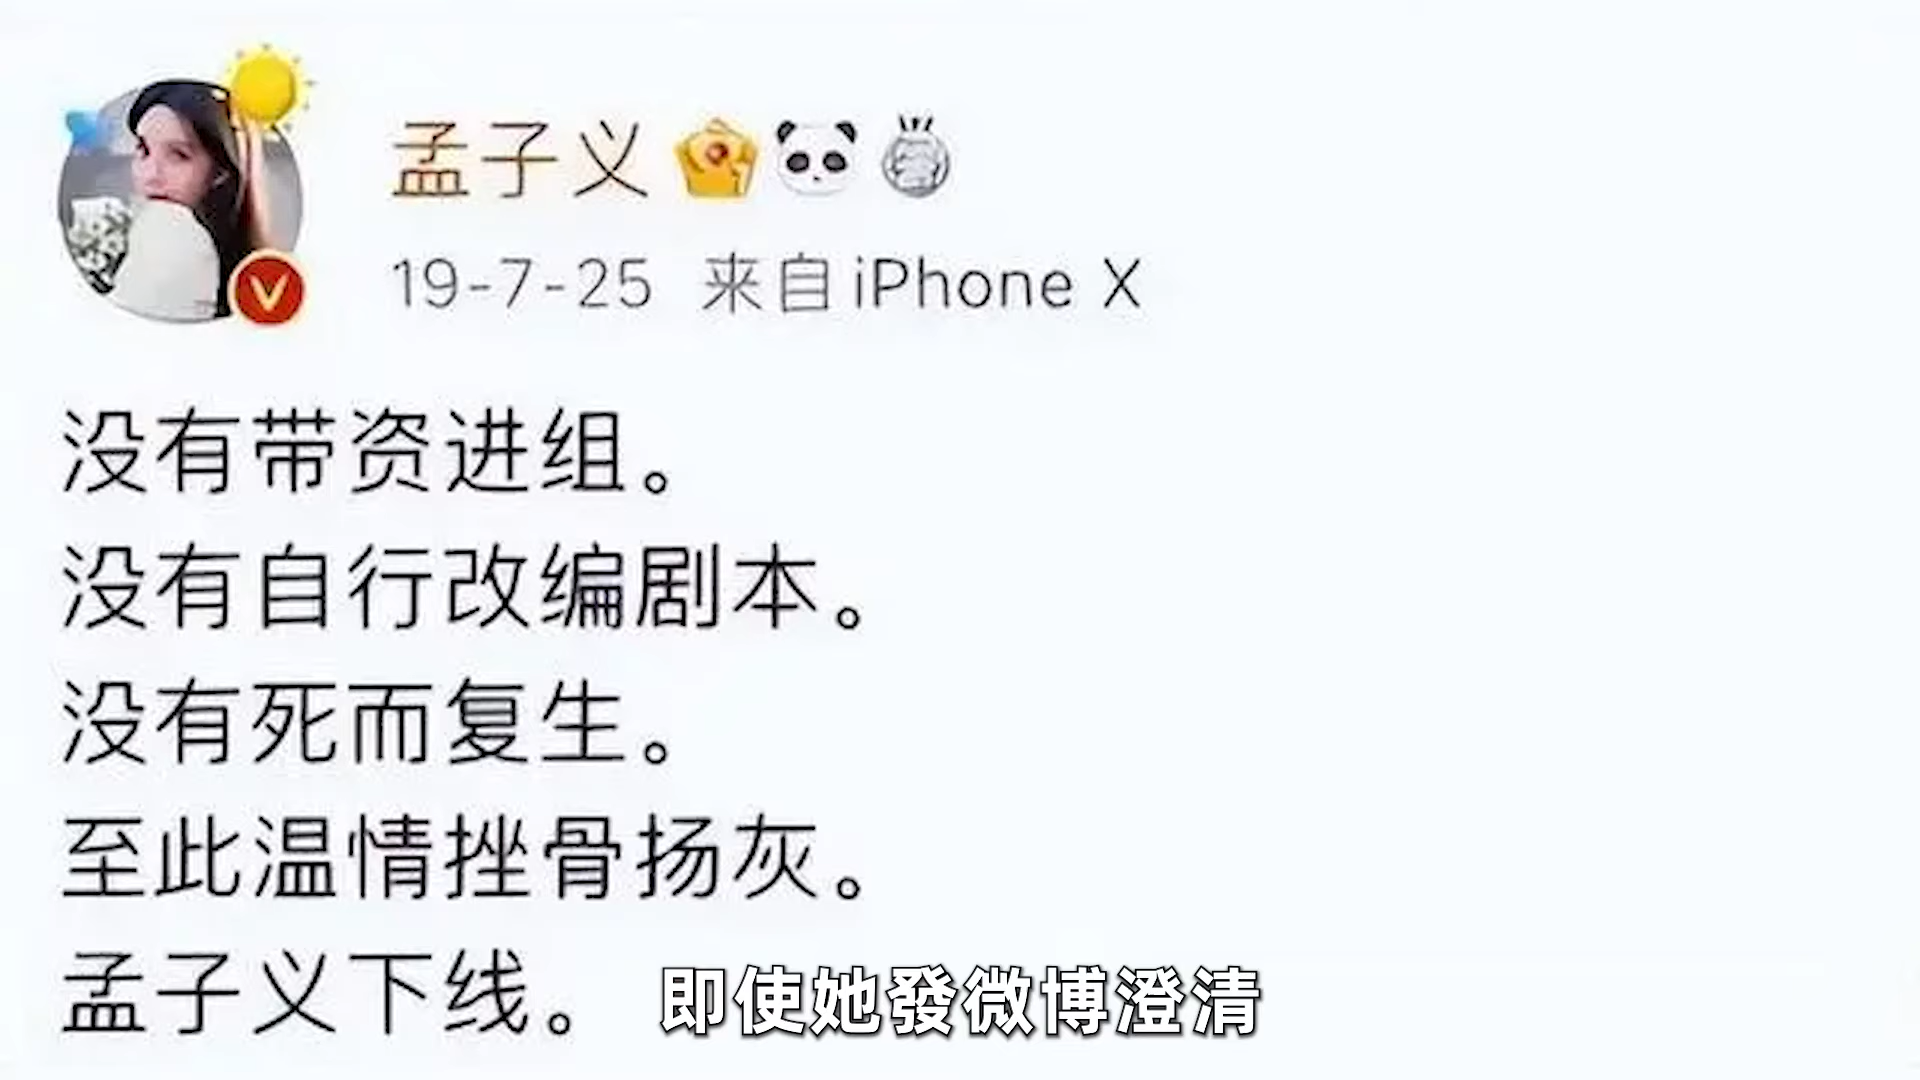 孟子义
19-7-25 来自iPhone X
没有带资进组。
没有自行改编剧本。
没有死而复生。
至此温情挫骨扬灰。
孟子义下线。
即使她發微博澄清